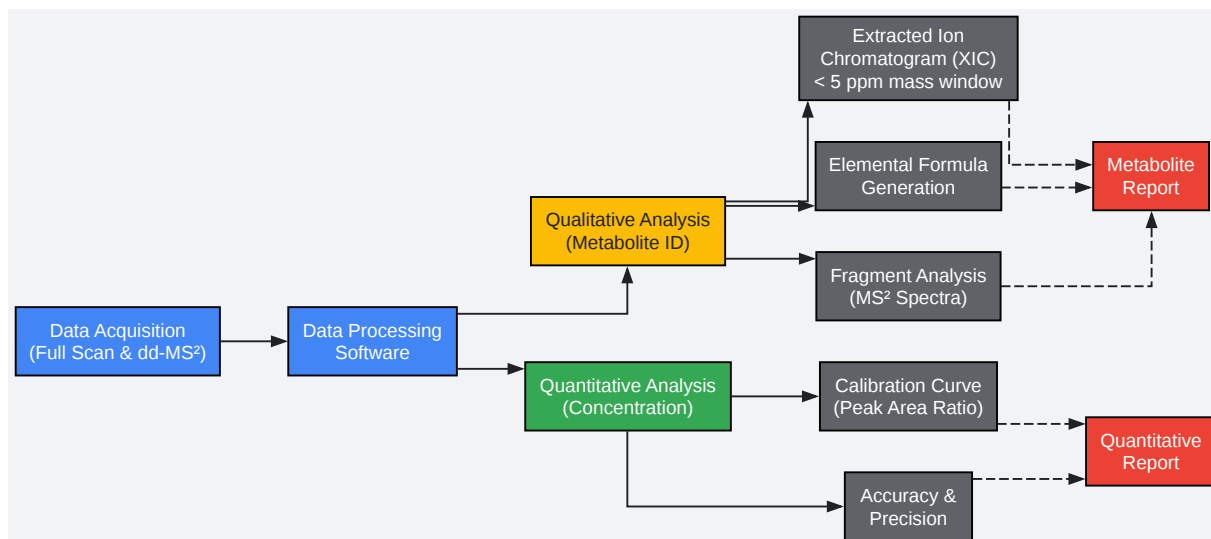 Extracted Ion
Chromatogram (XIC)
< 5 ppm mass window
Elemental Formula
Generation
Metabolite
Report
Qualitative Analysis
(Metabolite ID)
Fragment Analysis
(MS² Spectra)
Data Acquisition
(Full Scan & dd-MS²)
Data Processing
Software
Quantitative Analysis
(Concentration)
Calibration Curve
(Peak Area Ratio)
Quantitative
Report
Accuracy &
Precision